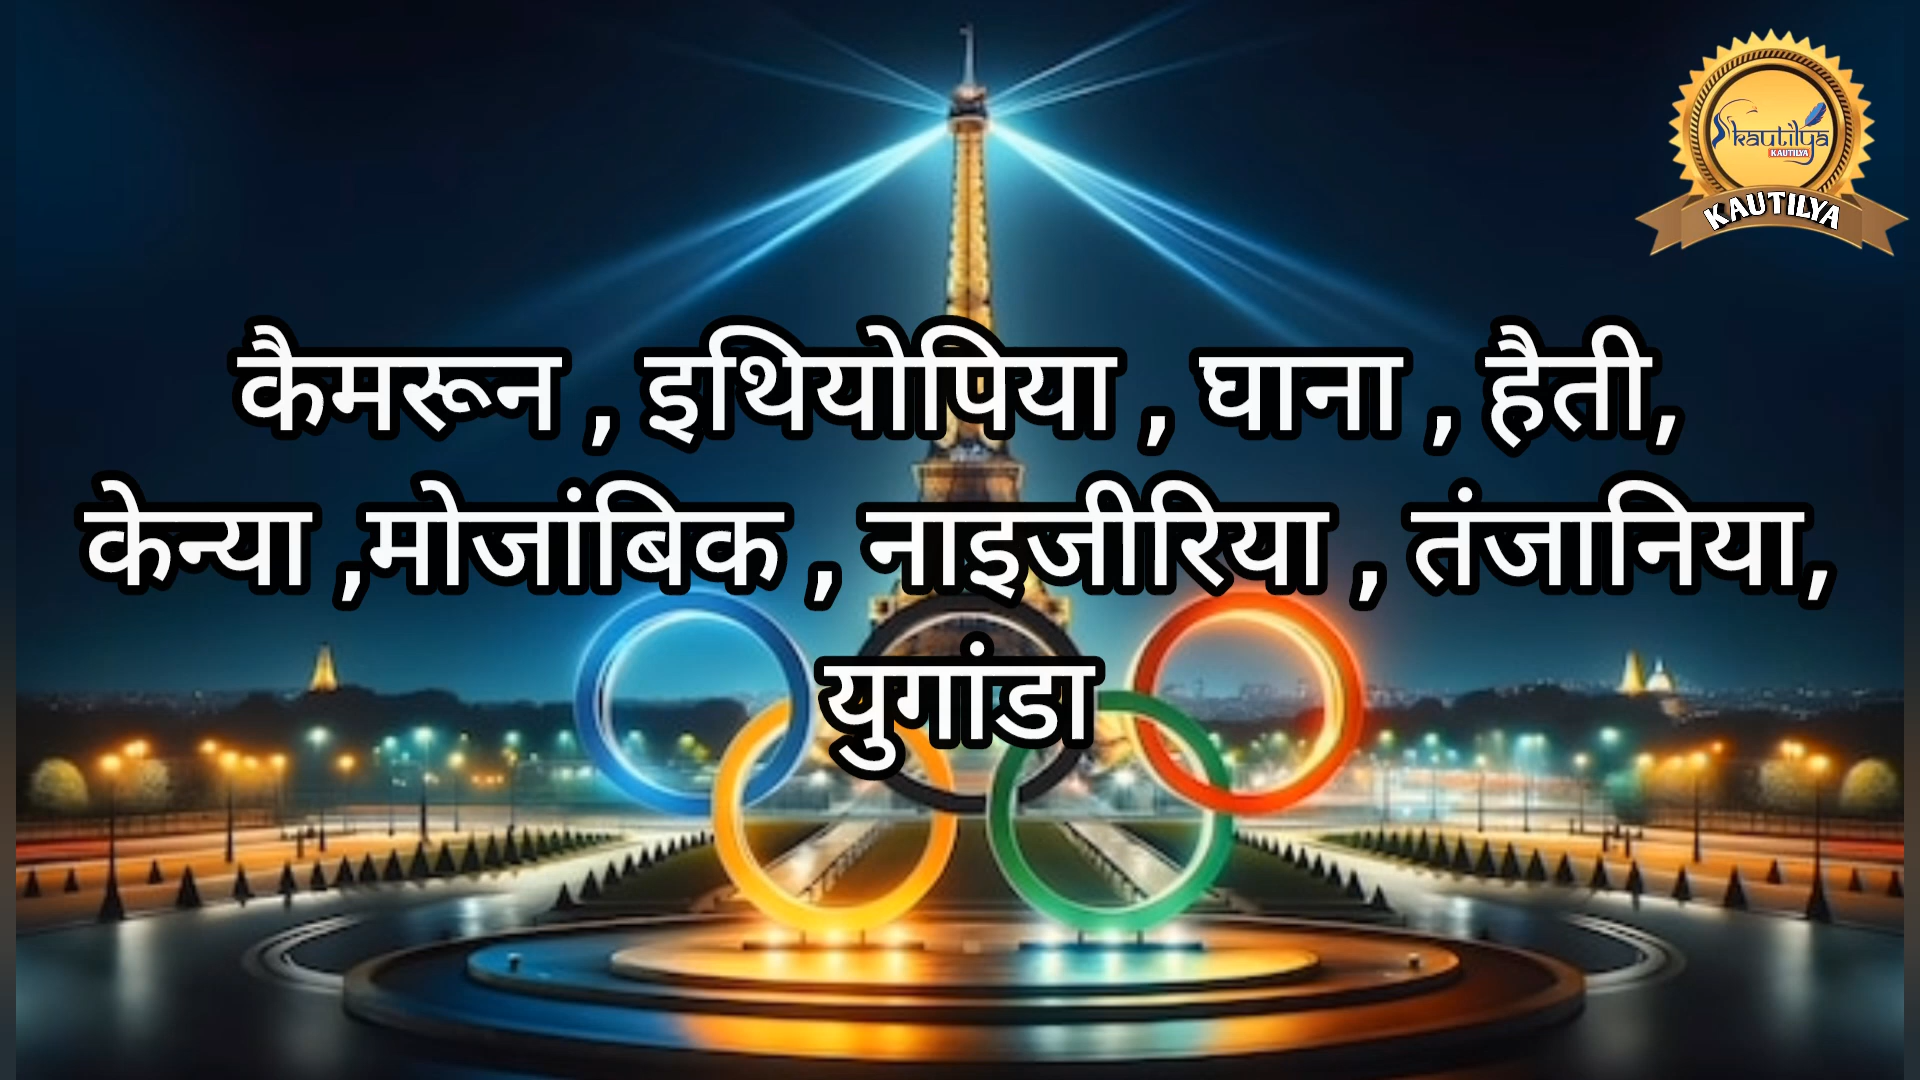 kautilya
KAUTILYA
KAUTILYA
कैमरून , इथियोपिया , घाना , हैती,
केन्या ,मोजांबिक , नाइजीरिया , तंजानिया,
युगांडा